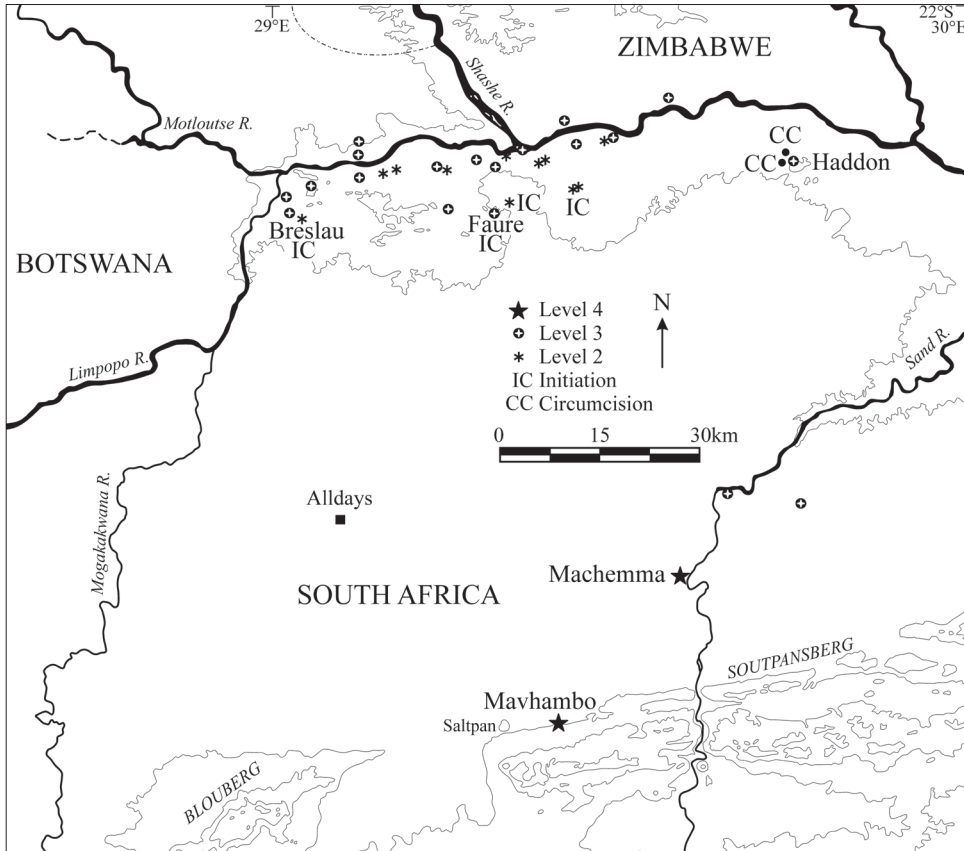 22°S
29°E
30°E
ZIMBABWE
Shashe R.
Motloutse R.
CC
CC
Haddon
IC
IC
Breslau
IC
Faure
IC
BOTSWANA
Level 4
Level 3
Level 2
IC Initiation
CC Circumcision
N
Sand R.
Limpopo R.
0 15 30km
Mogakakwana R.
Alldays
Machemma
SOUTH AFRICA
SOUTPANSBERG
Mavhambo
Saltpan
BLOUBERG